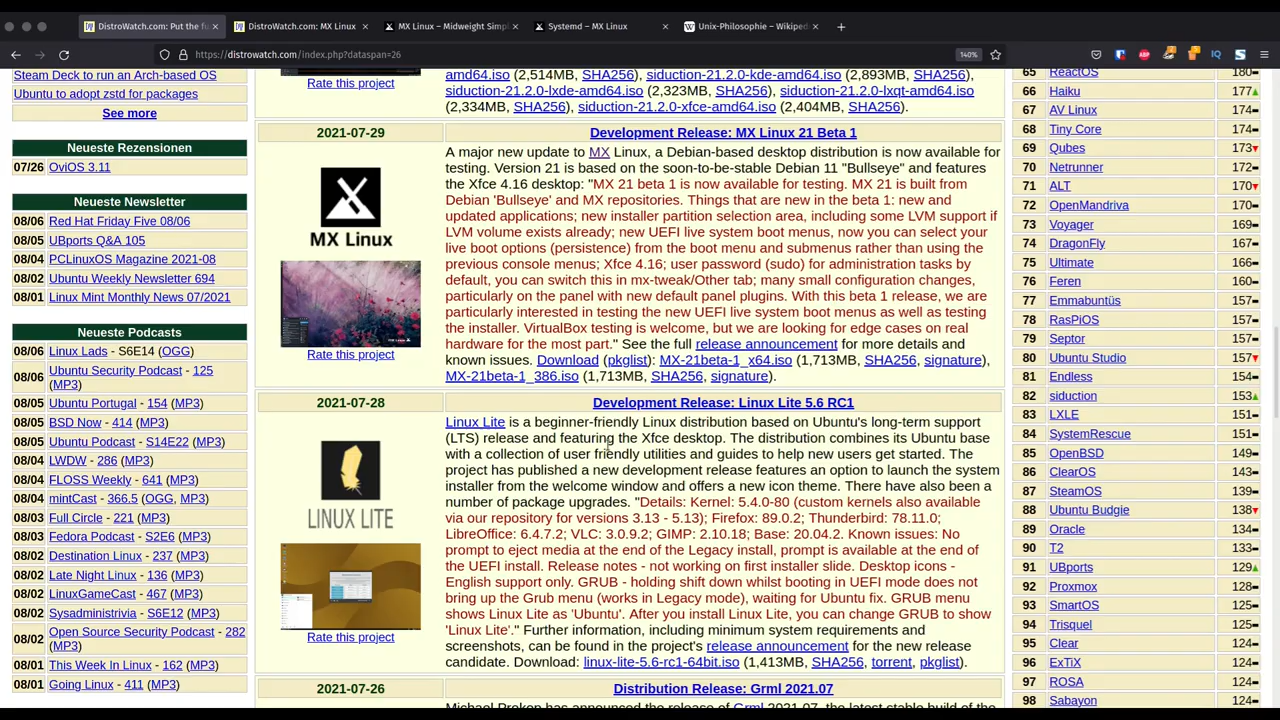 DistroWatch.com: Put the fu
DistroWatch.com: MX Linux
MX Linux – Midweight Simpl
Systemd – MX Linux
Unix-Philosophie – Wikiped
https://distrowatch.com/index.php?dataspan=26
140%
Steam Deck to run an Arch-based OS
Ubuntu to adopt zstd for packages
See more
Neueste Rezensionen
07/26 OviOS 3.11
Neueste Newsletter
08/06 Red Hat Friday Five 08/06
08/05 UBports Q&A 105
08/04 PCLinuxOS Magazine 2021-08
08/02 Ubuntu Weekly Newsletter 694
08/01 Linux Mint Monthly News 07/2021
Neueste Podcasts
08/06 Linux Lads - S6E14 (OGG)
08/06 Ubuntu Security Podcast - 125
(MP3)
08/05 Ubuntu Portugal - 154 (MP3)
08/05 BSD Now - 414 (MP3)
08/05 Ubuntu Podcast - S14E22 (MP3)
08/04 LWDW - 286 (MP3)
08/04 FLOSS Weekly - 641 (MP3)
08/04 mintCast - 366.5 (OGG, MP3)
08/03 Full Circle - 221 (MP3)
08/03 Fedora Podcast - S2E6 (MP3)
08/02 Destination Linux - 237 (MP3)
08/02 Late Night Linux - 136 (MP3)
08/02 LinuxGameCast - 467 (MP3)
08/02 Sysadministrivia - S6E12 (MP3)
08/02 Open Source Security Podcast - 282
(MP3)
08/01 This Week In Linux - 162 (MP3)
08/01 Going Linux - 411 (MP3)
Rate this project
amd64.iso (2,514MB, SHA256), siduction-21.2.0-kde-amd64.iso (2,893MB, SHA256),
siduction-21.2.0-lxde-amd64.iso (2,323MB, SHA256), siduction-21.2.0-lxqt-amd64.iso
(2,334MB, SHA256), siduction-21.2.0-xfce-amd64.iso (2,404MB, SHA256).
2021-07-29
Development Release: MX Linux 21 Beta 1
MX Linux
Rate this project
A major new update to MX Linux, a Debian-based desktop distribution is now available for
testing. Version 21 is based on the soon-to-be-stable Debian 11 "Bullseye" and features
the Xfce 4.16 desktop: "MX 21 beta 1 is now available for testing. MX 21 is built from
Debian 'Bullseye' and MX repositories. Things that are new in the beta 1: new and
updated applications; new installer partition selection area, including some LVM support if
LVM volume exists already; new UEFI live system boot menus, now you can select your
live boot options (persistence) from the boot menu and submenus rather than using the
previous console menus; Xfce 4.16; user password (sudo) for administration tasks by
default, you can switch this in mx-tweak/Other tab; many small configuration changes,
particularly on the panel with new default panel plugins. With this beta 1 release, we are
particularly interested in testing the new UEFI live system boot menus as well as testing
the installer. VirtualBox testing is welcome, but we are looking for edge cases on real
hardware for the most part." See the full release announcement for more details and
known issues. Download (pkglist): MX-21beta-1_x64.iso (1,713MB, SHA256, signature),
MX-21beta-1_386.iso (1,713MB, SHA256, signature).
2021-07-28
Development Release: Linux Lite 5.6 RC1
LINUX LITE
Rate this project
Linux Lite is a beginner-friendly Linux distribution based on Ubuntu's long-term support
(LTS) release and featuring the Xfce desktop. The distribution combines its Ubuntu base
with a collection of user friendly utilities and guides to help new users get started. The
project has published a new development release features an option to launch the system
installer from the welcome window and offers a new icon theme. There have also been a
number of package upgrades. "Details: Kernel: 5.4.0-80 (custom kernels also available
via our repository for versions 3.13 - 5.13); Firefox: 89.0.2; Thunderbird: 78.11.0;
LibreOffice: 6.4.7.2; VLC: 3.0.9.2; GIMP: 2.10.18; Base: 20.04.2. Known issues: No
prompt to eject media at the end of the Legacy install, prompt is available at the end of
the UEFI install. Release notes - not working on first installer slide. Desktop icons -
English support only. GRUB - holding shift down whilst booting in UEFI mode does not
bring up the Grub menu (works in Legacy mode), waiting for Ubuntu fix. GRUB menu
shows Linux Lite as 'Ubuntu'. After you install Linux Lite, you can change GRUB to show
'Linux Lite'." Further information, including minimum system requirements and
screenshots, can be found in the project's release announcement for the new release
candidate. Download: linux-lite-5.6-rc1-64bit.iso (1,413MB, SHA256, torrent, pkglist).
2021-07-26
Distribution Release: Grml 2021.07
65 ReactOS 180
66 Haiku 177
67 AV Linux 174
68 Tiny Core 174
69 Qubes 173
70 Netrunner 172
71 ALT 170
72 OpenMandriva 170
73 Voyager 169
74 DragonFly 167
75 Ultimate 166
76 Feren 160
77 Emmabuntüs 157
78 RasPiOS 157
79 Septor 157
80 Ubuntu Studio 157
81 Endless 154
82 siduction 153
83 LXLE 151
84 SystemRescue 151
85 OpenBSD 149
86 ClearOS 143
87 SteamOS 139
88 Ubuntu Budgie 138
89 Oracle 134
90 T2 133
91 UBports 129
92 Proxmox 128
93 SmartOS 125
94 Trisquel 125
95 Clear 124
96 ExTiX 124
97 ROSA 124
98 Sabayon 124